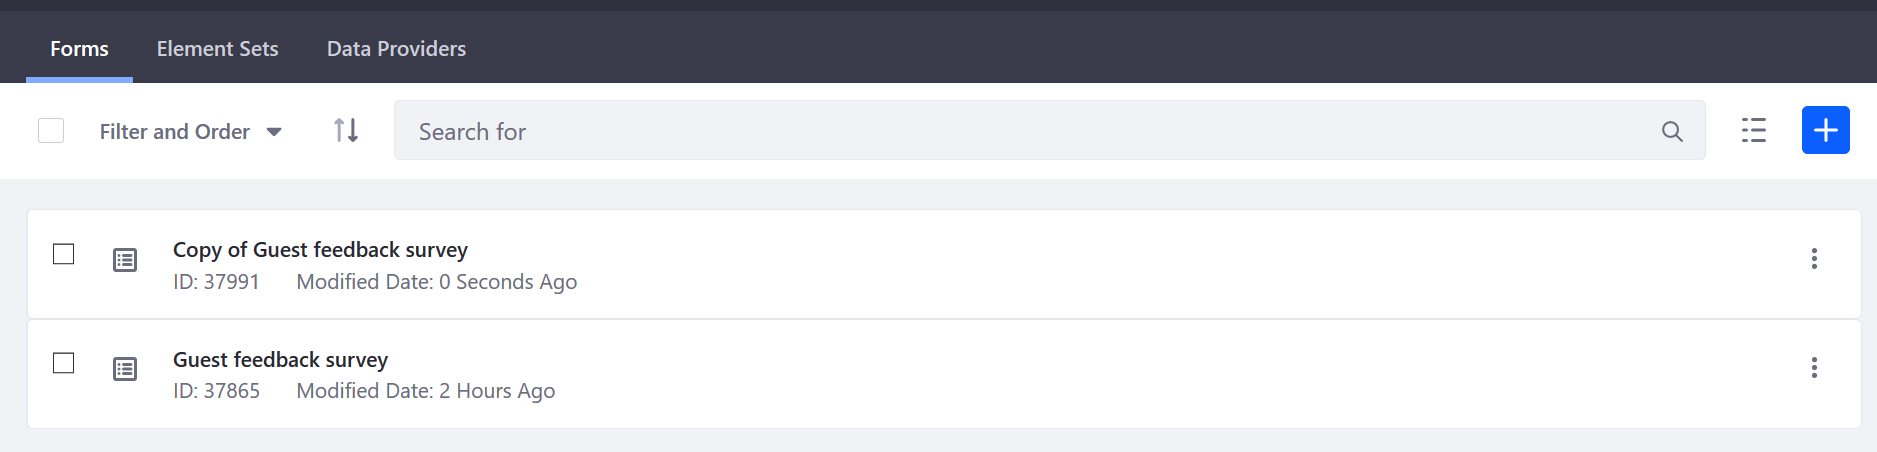 Forms Element Sets Data Providers
Filter and Order Search for
Copy of Guest feedback survey
ID: 37991 Modified Date: 0 Seconds Ago
Guest feedback survey
ID: 37865 Modified Date: 2 Hours Ago